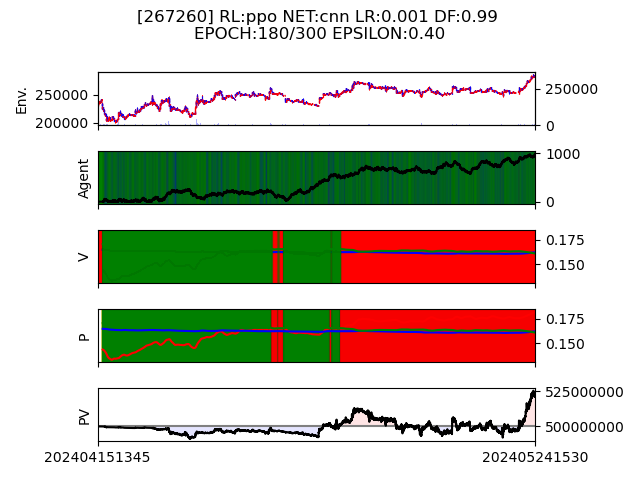 [267260] RL:ppo NET:cnn LR:0.001 DF:0.99
EPOCH:180/300 EPSILON:0.40
Env.
250000
200000
250000
0
Agent
1000
0
V
0.175
0.150
P
0.175
0.150
PV
525000000
500000000
202404151345
202405241530